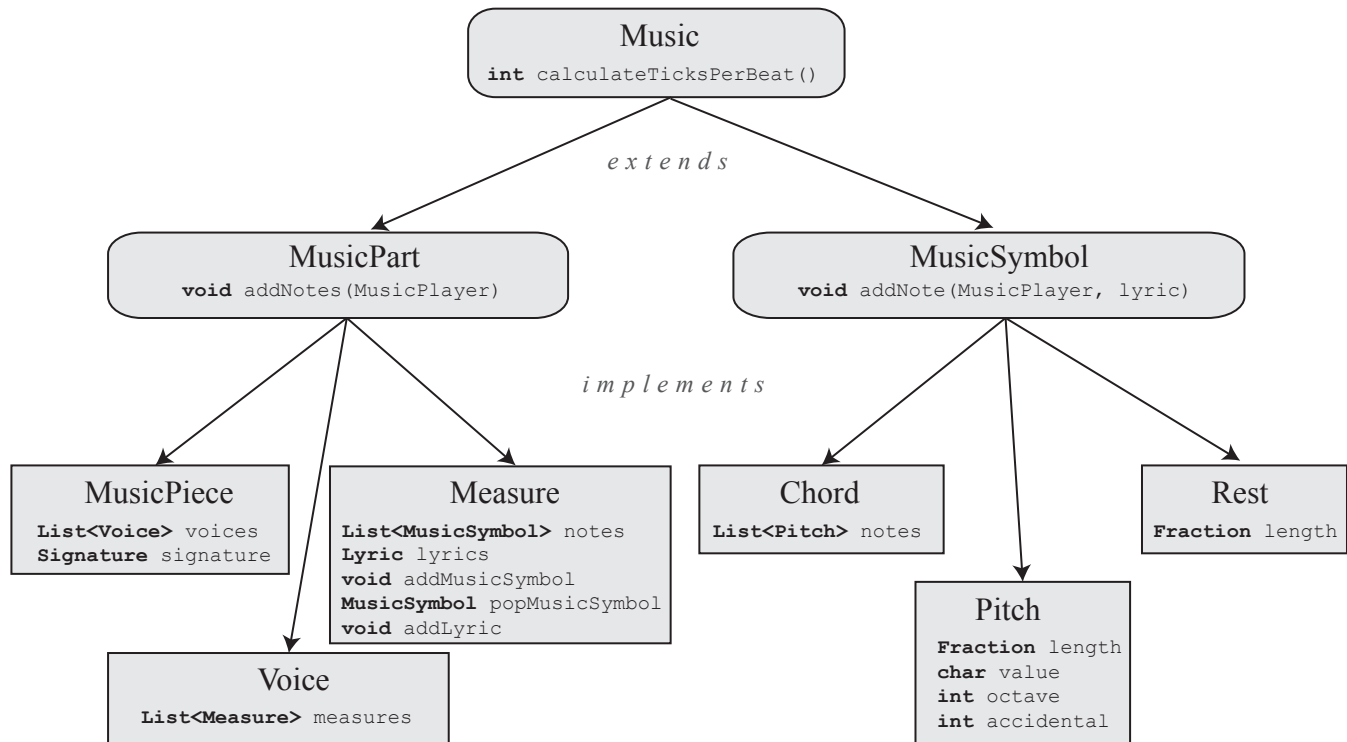 Music
int calculateTicksPerBeat()
extends
MusicPart
void addNotes(MusicPlayer)
MusicSymbol
void addNote(MusicPlayer, lyric)
implements
MusicPiece
List<Voice> voices
Signature signature
Measure
List<MusicSymbol> notes
Lyric lyrics
void addMusicSymbol
MusicSymbol popMusicSymbol
void addLyric
Chord
List<Pitch> notes
Rest
Fraction length
Voice
List<Measure> measures
Pitch
Fraction length
char value
int octave
int accidental